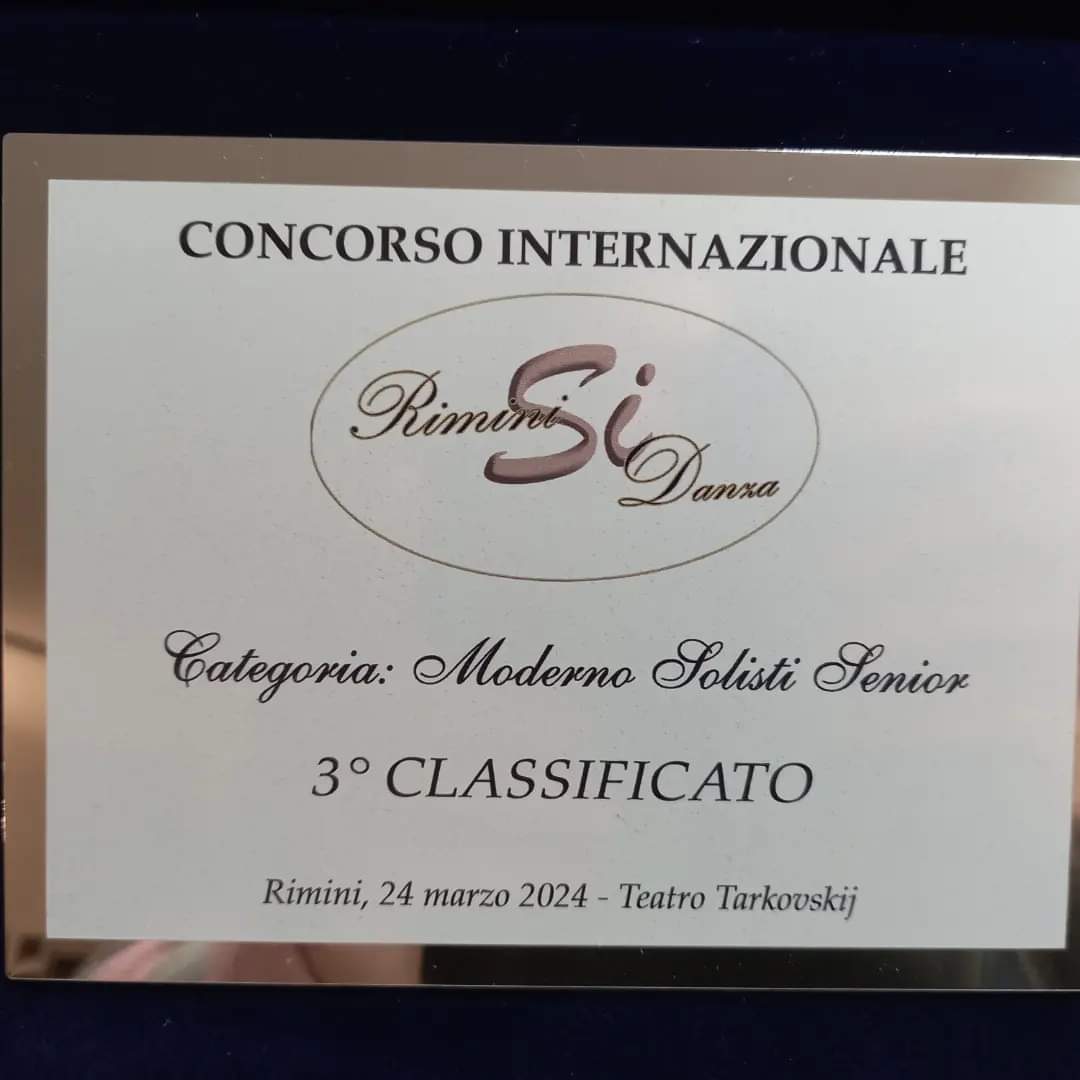 CONCORSO INTERNAZIONALE
Rimini Si Danza
Categoria: Moderno Solisti Senior
3° CLASSIFICATO
Rimini, 24 marzo 2024 - Teatro Tarkovskij